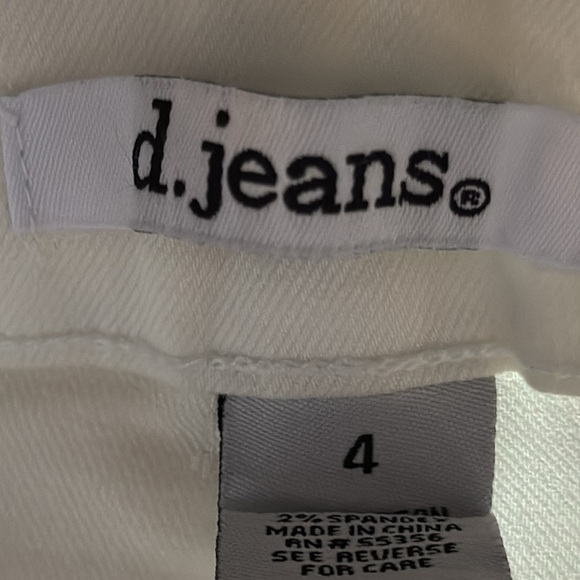 d.jeans®
4
2% SPANDEX
MADE IN CHINA
RN# 55356
SEE REVERSE
FOR CARE